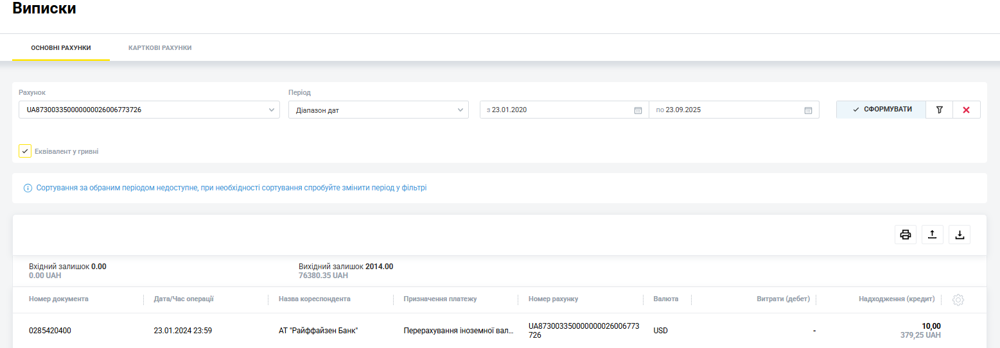 Виписки
ОСНОВНІ РАХУНКИ КАРТКОВІ РАХУНКИ
Рахунок Період
UA873003350000000026006773726 Діапазон дат з 23.01.2020 по 23.09.2025 СФОРМУВАТИ
Еквівалент у гривні
Сортування за обраним періодом недоступне, при необхідності сортування спробуйте змінити період у фільтрі
Вхідний залишок 0.00 Вихідний залишок 2014.00
0.00 UAH 76380.35 UAH
Номер документа Дата/Час операції Назва кореспондента Призначення платежу Номер рахунку Валюта Витрати (дебет) Надходження (кредит)
0285420400 23.01.2024 23:59 АТ "Райффайзен Банк" Перерахування іноземної вал... UA873003350000000026006773 USD - 10,00
726 379,25 UAH